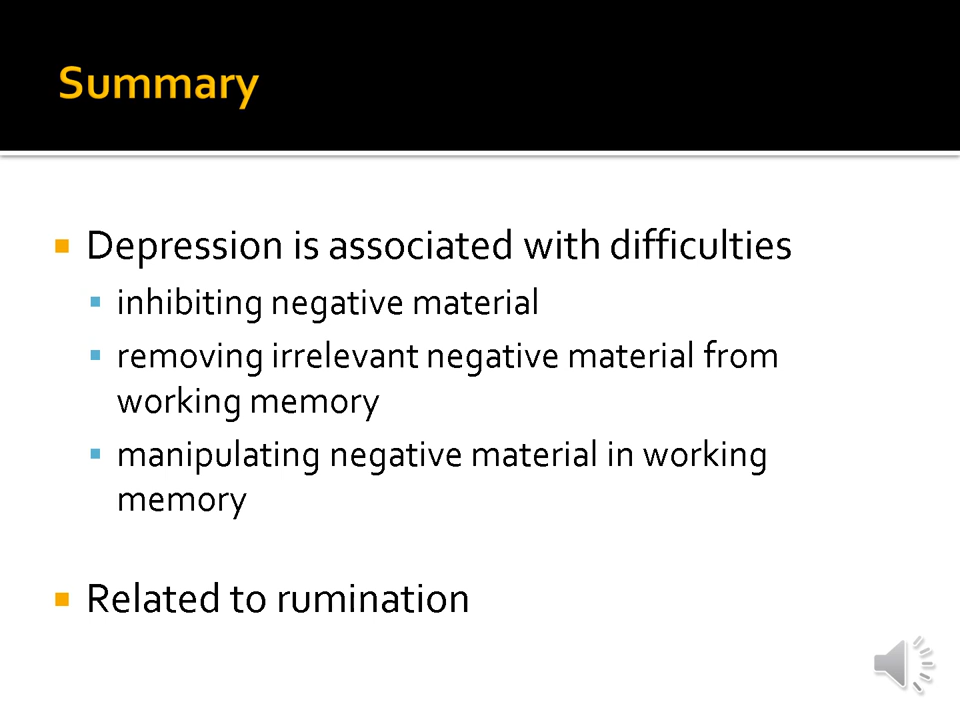 Summary
Depression is associated with difficulties
inhibiting negative material
removing irrelevant negative material from
working memory
manipulating negative material in working
memory
Related to rumination